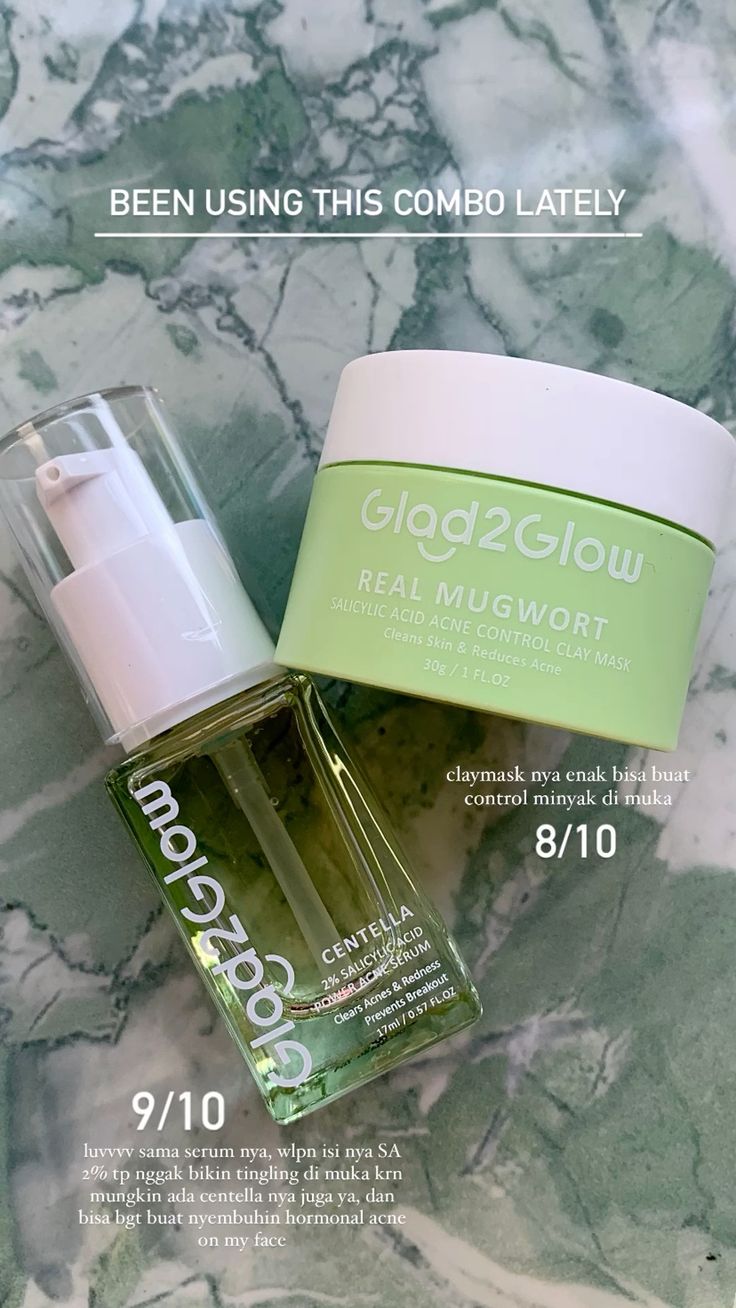 BEEN USING THIS COMBO LATELY
Glad2Glow
REAL MUGWORT
SALICYLIC ACID ACNE CONTROL CLAY MASK
Cleans Skin & Reduces Acne
30g / 1 FL.OZ
claymask nya enak bisa buat
control minyak di muka
8/10
Glad2Glow
CENTELLA
2% SALICYLIC ACID
POWER ACNE SERUM
Clears Acnes & Redness
Prevents Breakout
17ml / 0.57 FL.OZ
9/10
luvvvv sama serum nya, wlpn isi nya SA
2% tp nggak bikin tingling di muka krn
mungkin ada centella nya juga ya, dan
bisa bgt buat nyembuhin hormonal acne
on my face